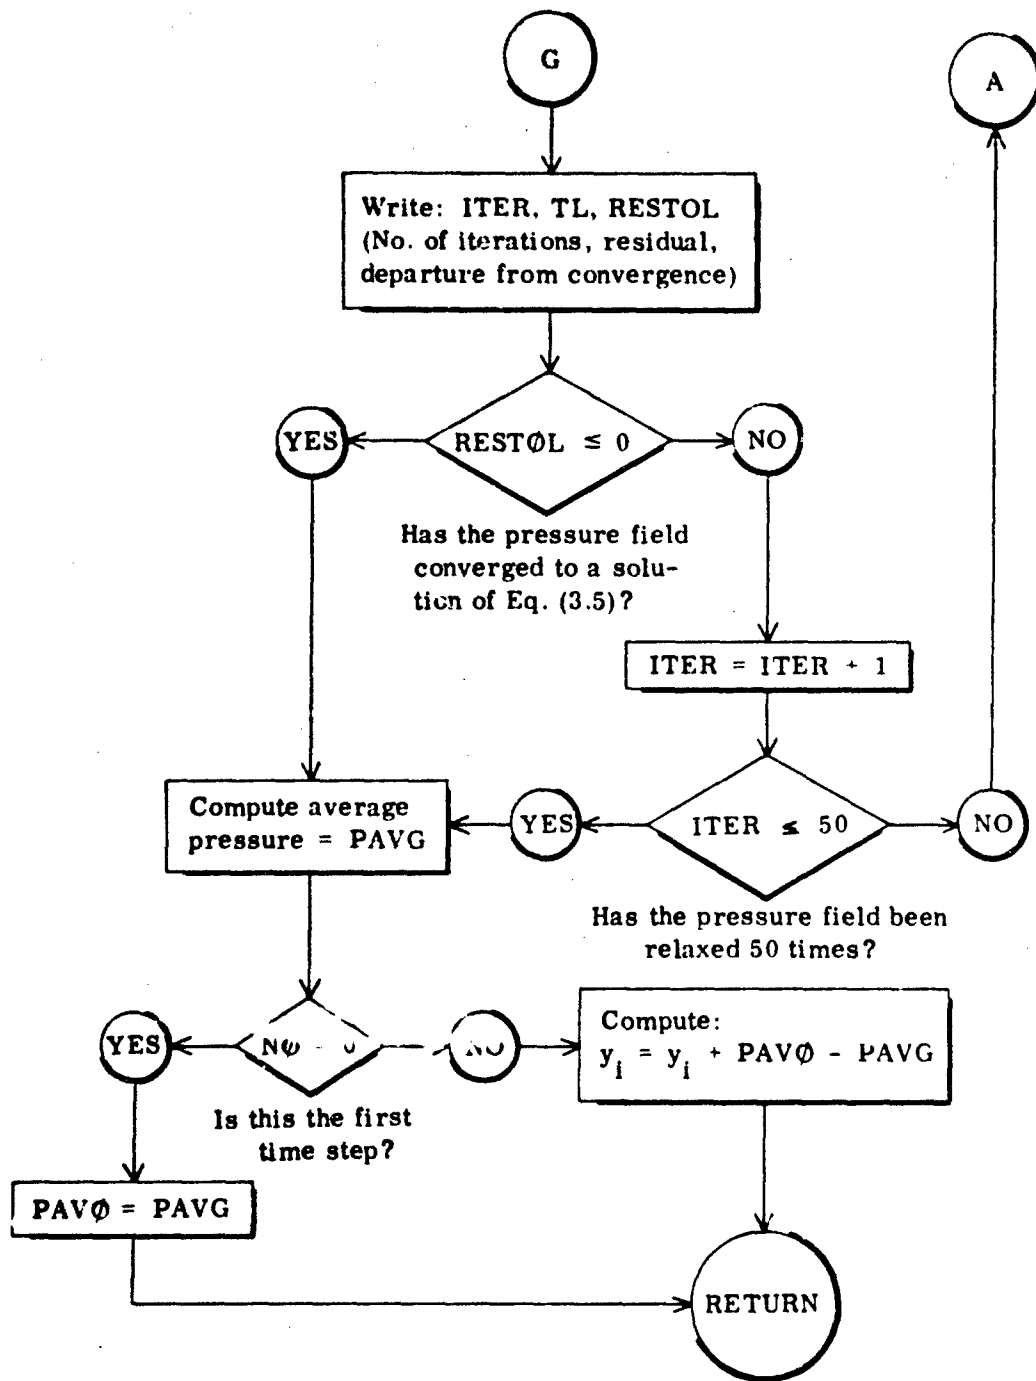 G
A
Write: ITER, TL, RESTOL
(No. of iterations, residual,
departure from convergence)
YES
RESTØL ≤ 0
NO
Has the pressure field
converged to a solu-
tion of Eq. (3.5)?
ITER = ITER + 1
Compute average
pressure = PAVG
YES
ITER ≤ 50
NO
Has the pressure field been
relaxed 50 times?
YES
NO
Compute:
y_i = y_i + PAVØ - PAVG
Is this the first
time step?
PAVØ = PAVG
RETURN